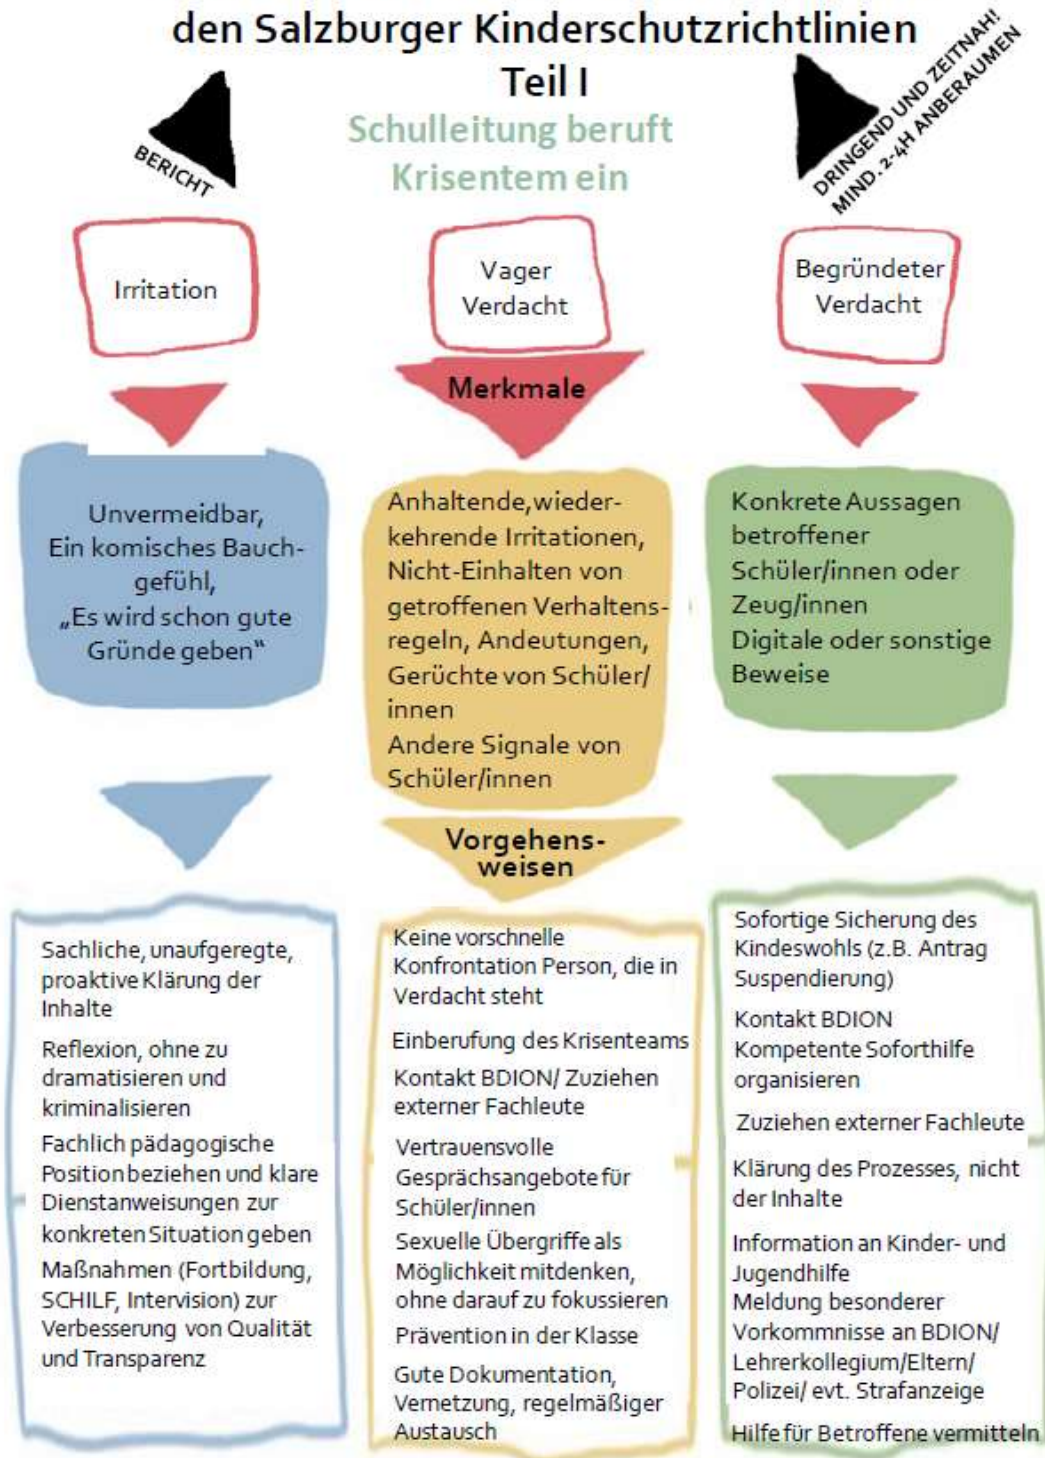 den Salzburger Kinderschutzrichtlinien
Teil I
Schulleitung beruft
Krisentem ein
BERICHT
DRINGEND UND ZEITNAH!
MIND. 2-4H ANBERAUMEN
Irritation
Vager
Verdacht
Begründeter
Verdacht
Merkmale
Unvermeidbar,
Ein komisches Bauch-
gefühl,
„Es wird schon gute
Gründe geben“
Anhaltende,wieder-
kehrende Irritationen,
Nicht-Einhalten von
getroffenen Verhaltens-
regeln, Andeutungen,
Gerüchte von Schüler/
innen
Andere Signale von
Schüler/innen
Konkrete Aussagen
betroffener
Schüler/innen oder
Zeug/innen
Digitale oder sonstige
Beweise
Vorgehens-
weisen
Sachliche, unaufgeregte,
proaktive Klärung der
Inhalte
Reflexion, ohne zu
dramatisieren und
kriminalisieren
Fachlich pädagogische
Position beziehen und klare
Dienstanweisungen zur
konkreten Situation geben
Maßnahmen (Fortbildung,
SCHILF, Intervision) zur
Verbesserung von Qualität
und Transparenz
Keine vorschnelle
Konfrontation Person, die in
Verdacht steht
Einberufung des Krisenteams
Kontakt BDION/ Zuziehen
externer Fachleute
Vertrauensvolle
Gesprächsangebote für
Schüler/innen
Sexuelle Übergriffe als
Möglichkeit mitdenken,
ohne darauf zu fokussieren
Prävention in der Klasse
Gute Dokumentation,
Vernetzung, regelmäßiger
Austausch
Sofortige Sicherung des
Kindeswohls (z.B. Antrag
Suspendierung)
Kontakt BDION
Kompetente Soforthilfe
organisieren
Zuziehen externer Fachleute
Klärung des Prozesses, nicht
der Inhalte
Information an Kinder- und
Jugendhilfe
Meldung besonderer
Vorkommnisse an BDION/
Lehrerkollegium/Eltern/
Polizei/ evt. Strafanzeige
Hilfe für Betroffene vermitteln